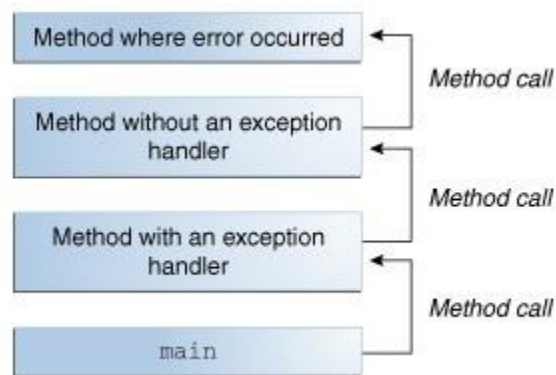 Method where error occurred
Method call
Method without an exception
handler
Method call
Method with an exception
handler
Method call
main